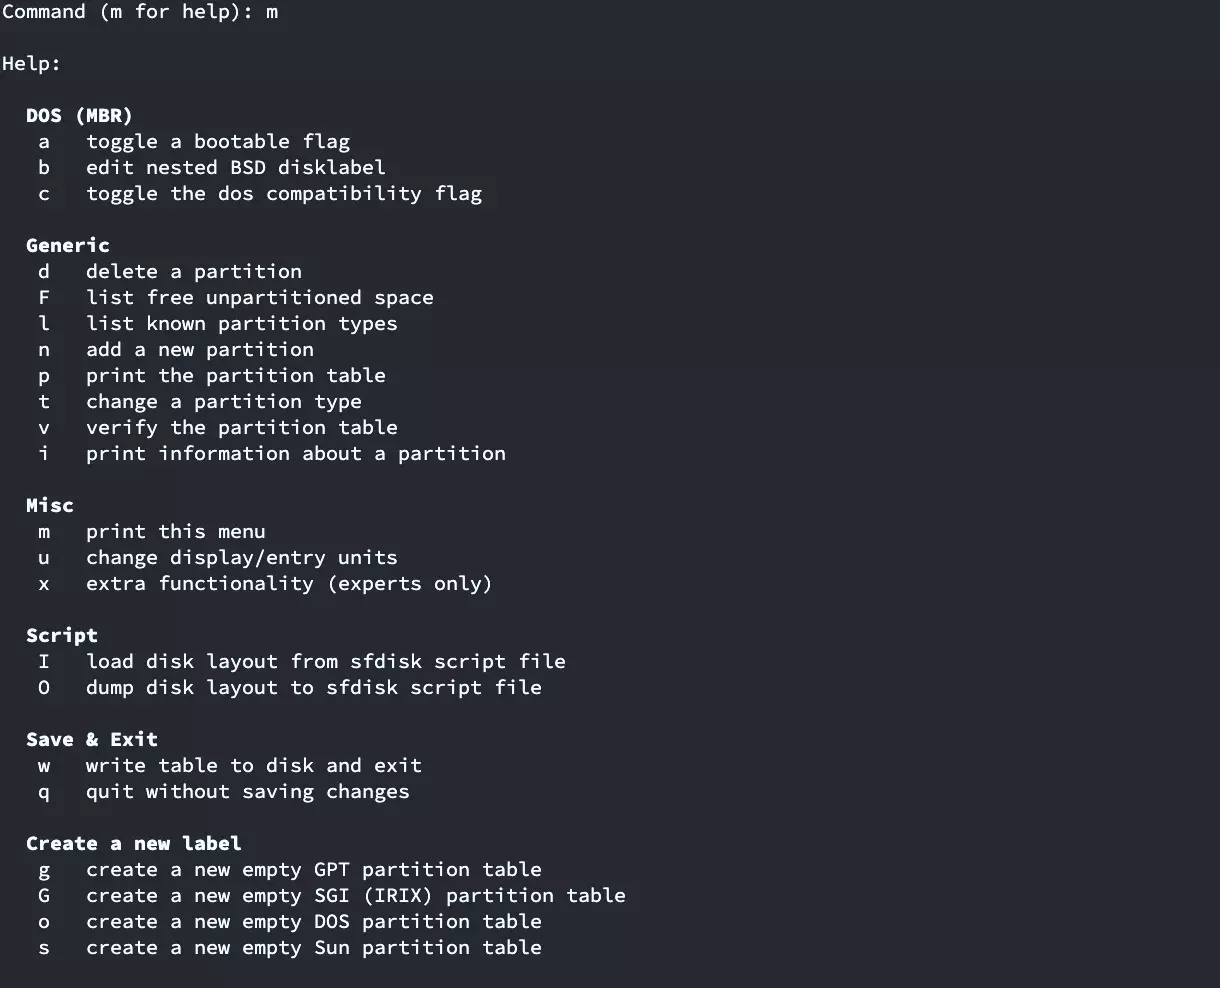 Command (m for help): m
Help:
DOS (MBR)
a toggle a bootable flag
b edit nested BSD disklabel
c toggle the dos compatibility flag
Generic
d delete a partition
F list free unpartitioned space
l list known partition types
n add a new partition
p print the partition table
t change a partition type
v verify the partition table
i print information about a partition
Misc
m print this menu
u change display/entry units
x extra functionality (experts only)
Script
I load disk layout from sfdisk script file
O dump disk layout to sfdisk script file
Save & Exit
w write table to disk and exit
q quit without saving changes
Create a new label
g create a new empty GPT partition table
G create a new empty SGI (IRIX) partition table
o create a new empty DOS partition table
s create a new empty Sun partition table